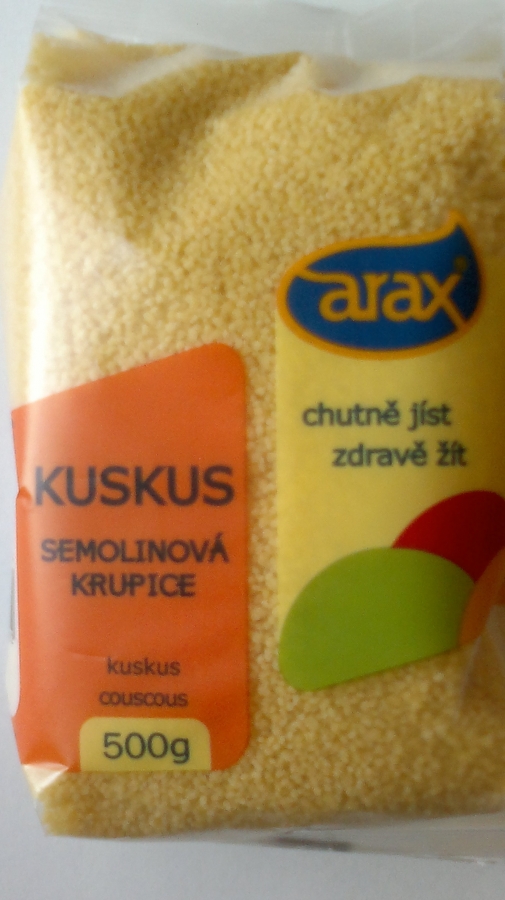 arax®
chutně jíst
zdravě žít
KUSKUS
SEMOLINOVÁ
KRUPICE
kuskus
couscous
500g